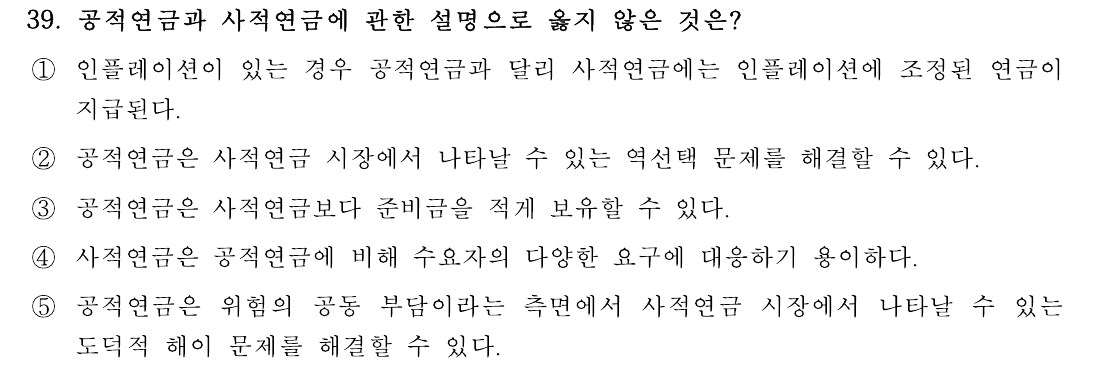 39. 공적연금과 사적연금에 관한 설명으로 옳지 않은 것은?
① 인플레이션이 있는 경우 공적연금과 달리 사적연금에는 인플레이션에 조정된 연금이
지급된다.
② 공적연금은 사적연금 시장에서 나타날 수 있는 역선택 문제를 해결할 수 있다.
③ 공적연금은 사적연금보다 준비금을 적게 보유할 수 있다.
④ 사적연금은 공적연금에 비해 수요자의 다양한 요구에 대응하기 용이하다.
⑤ 공적연금은 위험의 공동 부담이라는 측면에서 사적연금 시장에서 나타날 수 있는
도덕적 해이 문제를 해결할 수 있다.